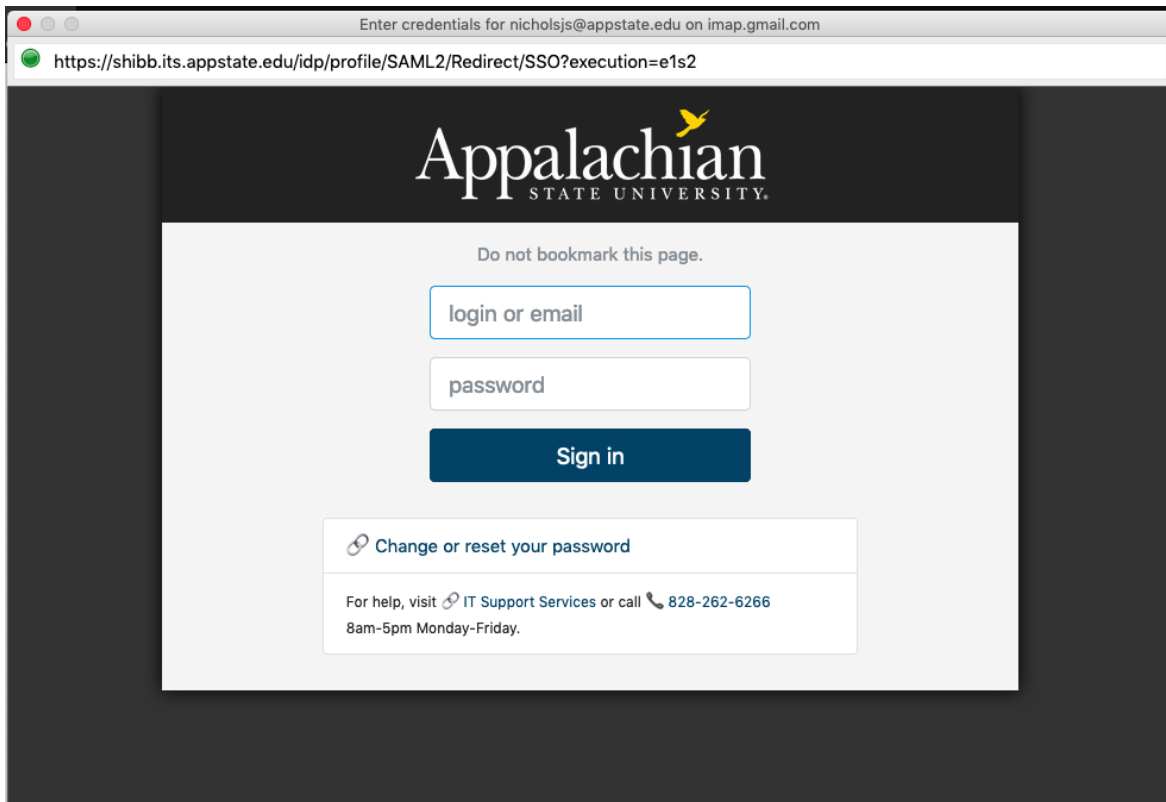 Enter credentials for nicholsjs@appstate.edu on imap.gmail.com
https://shibb.its.appstate.edu/idp/profile/SAML2/Redirect/SSO?execution=e1s2
Appalachian
STATE UNIVERSITY®
Do not bookmark this page.
login or email
password
Sign in
Change or reset your password
For help, visit IT Support Services or call 828-262-6266
8am-5pm Monday-Friday.